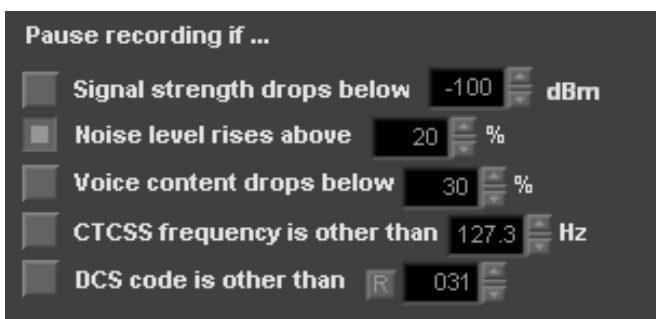 Pause recording if ...
Signal strength drops below -100 dBm
Noise level rises above 20 %
Voice content drops below 30 %
CTCSS frequency is other than 127.3 Hz
DCS code is other than R 031